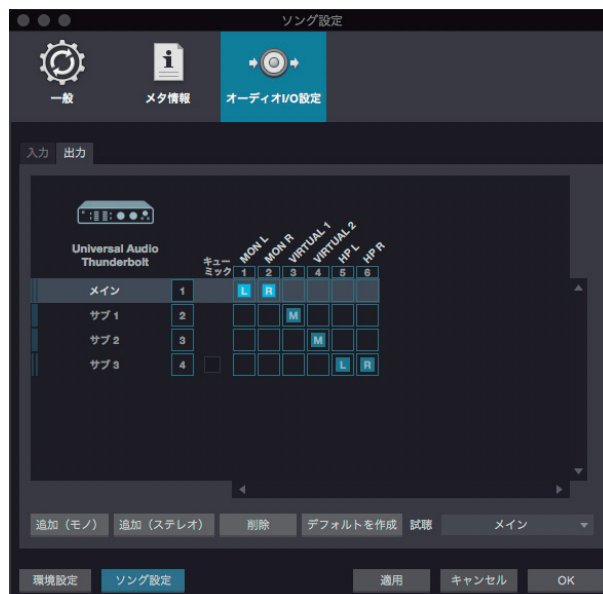 ソング設定
一般
メタ情報
オーディオI/O設定
入力
出力
Universal Audio
Thunderbolt
キュー
ミック
MON L
MON R
VIRTUAL 1
VIRTUAL 2
HP L
HP R
1 2 3 4 5 6
メイン 1 L R
サブ 1 2 M
サブ 2 3 M
サブ 3 4 L R
追加（モノ） 追加（ステレオ） 削除 デフォルトを作成 試聴 メイン
環境設定 ソング設定 適用 キャンセル OK